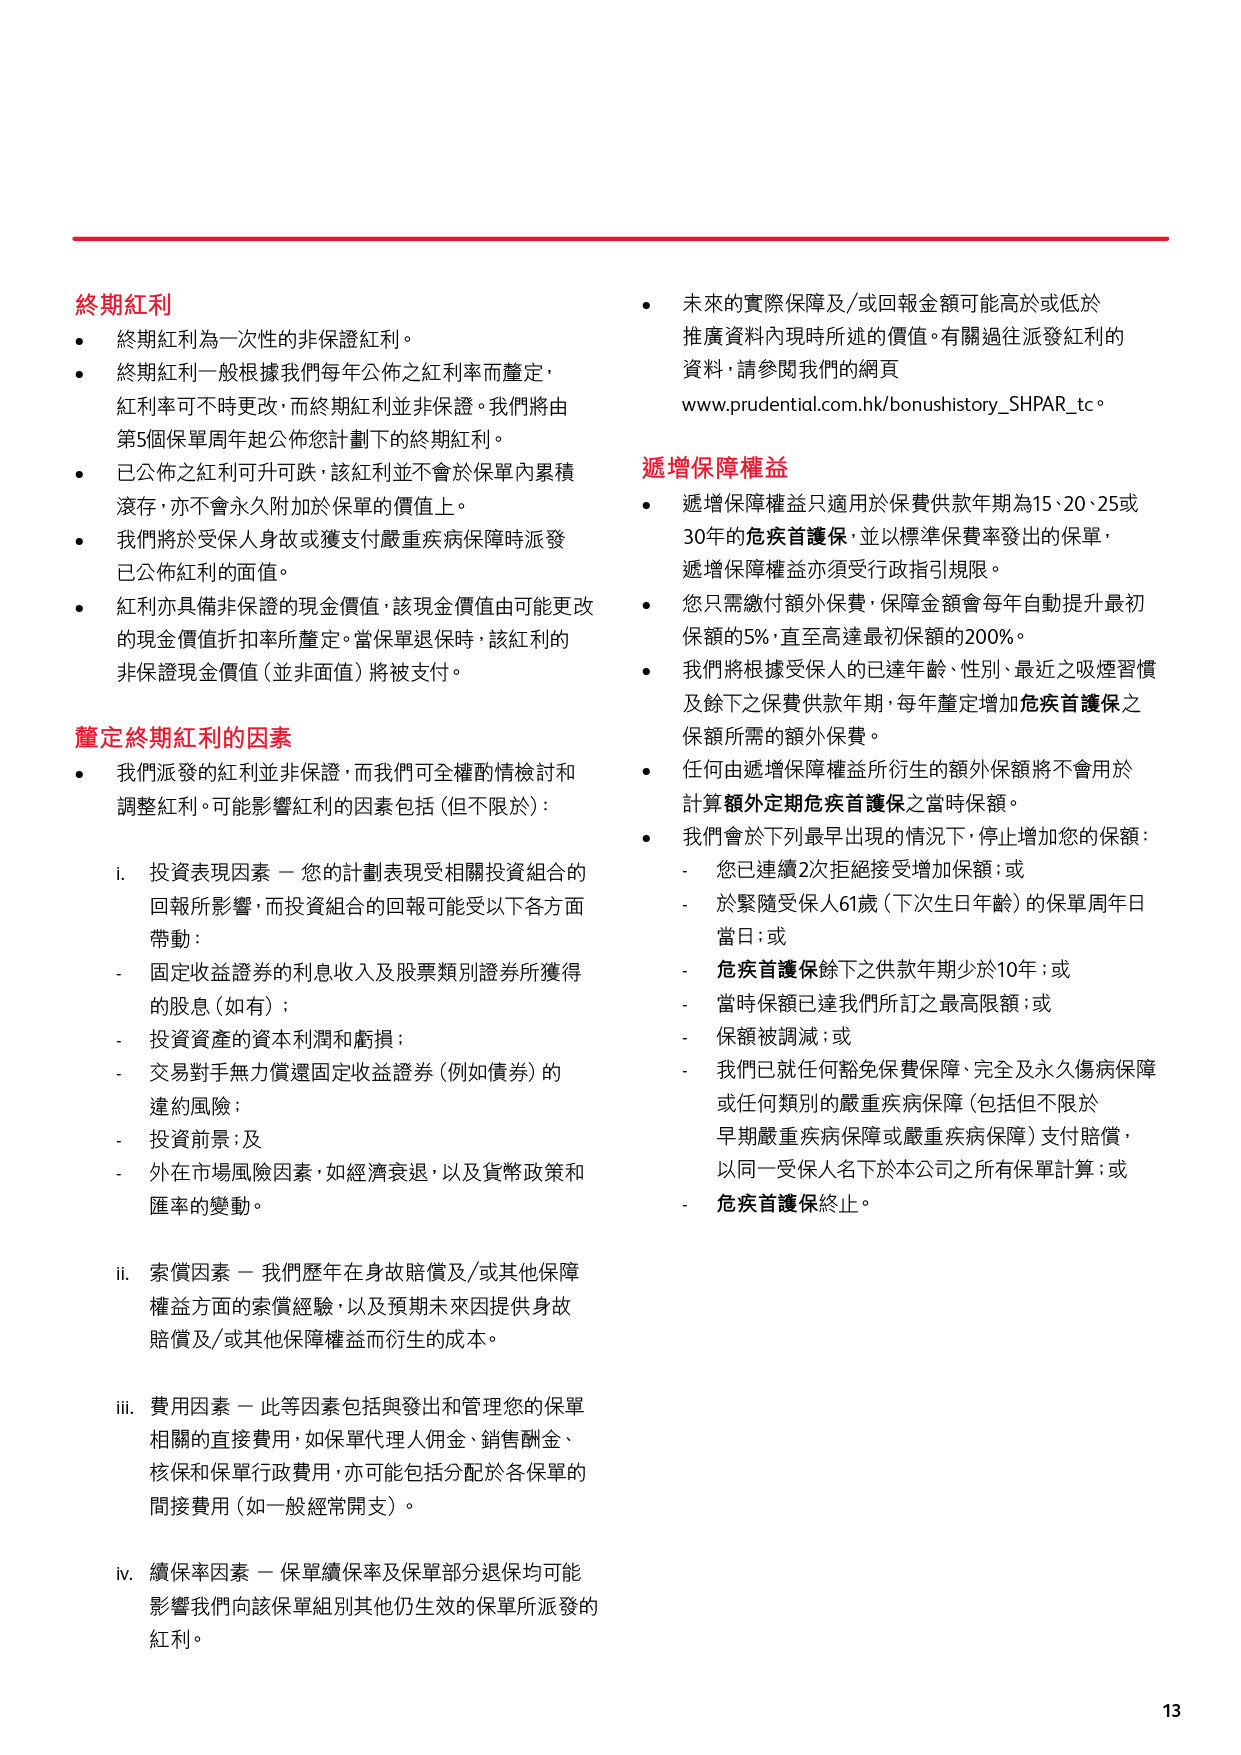 終期紅利
• 終期紅利為一次性的非保證紅利。
• 終期紅利一般根據我們每年公佈之紅利率而釐定，
紅利率可不時更改，而終期紅利並非保證。我們將由
第5個保單周年起公佈您計劃下的終期紅利。
• 已公佈之紅利可升可跌，該紅利並不會於保單內累積
滾存，亦不會永久附加於保單的價值上。
• 我們將於受保人身故或獲支付嚴重疾病保障時派發
已公佈紅利的面值。
• 紅利亦具備非保證的現金價值，該現金價值由可能更改
的現金價值折扣率所釐定。當保單退保時，該紅利的
非保證現金價值（並非面值）將被支付。
釐定終期紅利的因素
• 我們派發的紅利並非保證，而我們可全權酌情檢討和
調整紅利。可能影響紅利的因素包括（但不限於）：
i. 投資表現因素 － 您的計劃表現受相關投資組合的
回報所影響，而投資組合的回報可能受以下各方面
帶動：
- 固定收益證券的利息收入及股票類別證券所獲得
的股息（如有）；
- 投資資產的資本利潤和虧損；
- 交易對手無力償還固定收益證券（例如債券）的
違約風險；
- 投資前景；及
- 外在市場風險因素，如經濟衰退，以及貨幣政策和
匯率的變動。
ii. 索償因素 － 我們歷年在身故賠償及/或其他保障
權益方面的索償經驗，以及預期未來因提供身故
賠償及/或其他保障權益而衍生的成本。
iii. 費用因素 － 此等因素包括與發出和管理您的保單
相關的直接費用，如保單代理人佣金、銷售酬金、
核保和保單行政費用，亦可能包括分配於各保單的
間接費用（如一般經常開支）。
iv. 續保率因素 － 保單續保率及保單部分退保均可能
影響我們向該保單組別其他仍生效的保單所派發的
紅利。
• 未來的實際保障及/或回報金額可能高於或低於
推廣資料內現時所述的價值。有關過往派發紅利的
資料，請參閱我們的網頁
www.prudential.com.hk/bonushistory_SHPAR_tc。
遞增保障權益
• 遞增保障權益只適用於保費供款年期為15、20、25或
30年的危疾首護保，並以標準保費率發出的保單，
遞增保障權益亦須受行政指引規限。
• 您只需繳付額外保費，保障金額會每年自動提升最初
保額的5%，直至高達最初保額的200%。
• 我們將根據受保人的已達年齡、性別、最近之吸煙習慣
及餘下之保費供款年期，每年釐定增加危疾首護保之
保額所需的額外保費。
• 任何由遞增保障權益所衍生的額外保額將不會用於
計算額外定期危疾首護保之當時保額。
• 我們會於下列最早出現的情況下，停止增加您的保額：
- 您已連續2次拒絕接受增加保額；或
- 於緊隨受保人61歲（下次生日年齡）的保單周年日
當日；或
- 危疾首護保餘下之供款年期少於10年；或
- 當時保額已達我們所訂之最高限額；或
- 保額被調減；或
- 我們已就任何豁免保費保障、完全及永久傷病保障
或任何類別的嚴重疾病保障（包括但不限於
早期嚴重疾病保障或嚴重疾病保障）支付賠償，
以同一受保人名下於本公司之所有保單計算；或
- 危疾首護保終止。
13